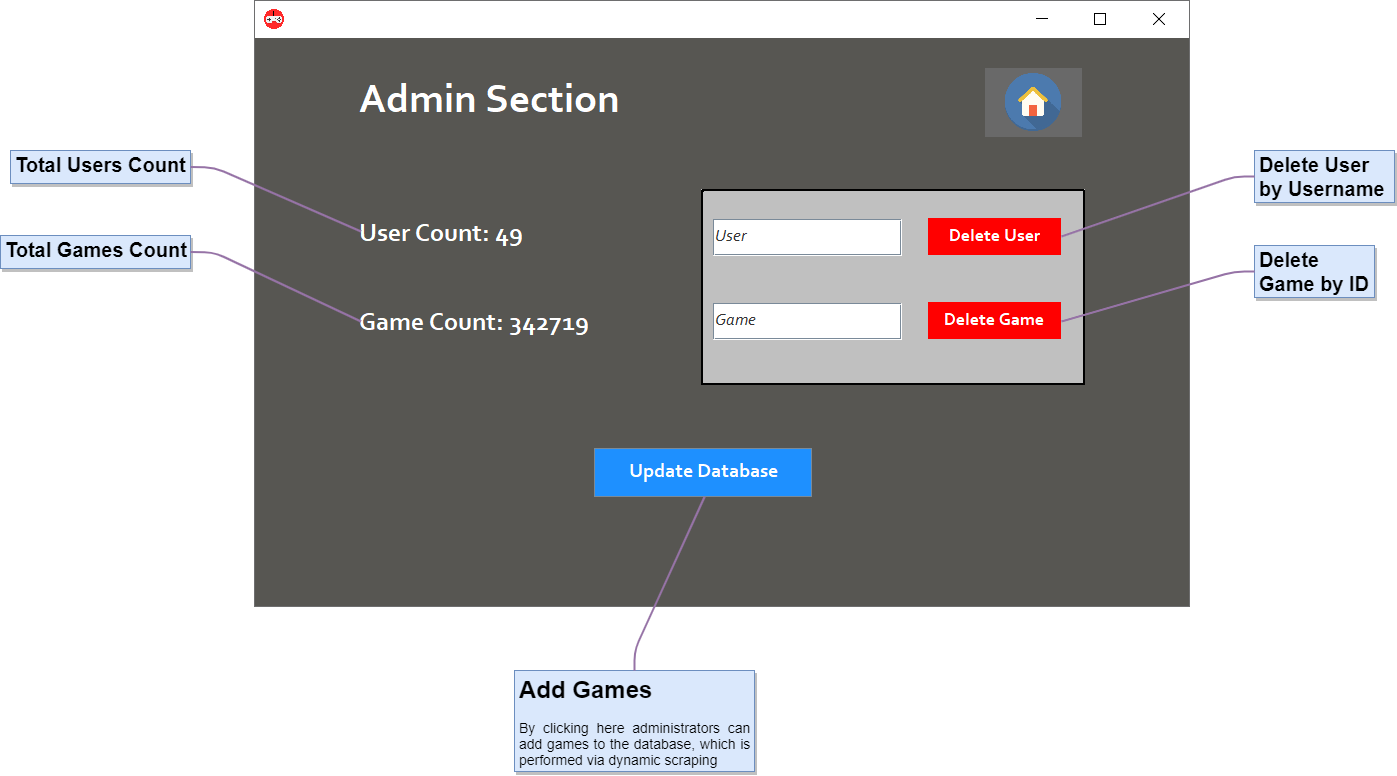 Admin Section
Total Users Count
Total Games Count
User Count: 49
Game Count: 342719
User
Delete User
Game
Delete Game
Delete User
by Username
Delete
Game by ID
Update Database
Add Games
By clicking here administrators can
add games to the database, which is
performed via dynamic scraping